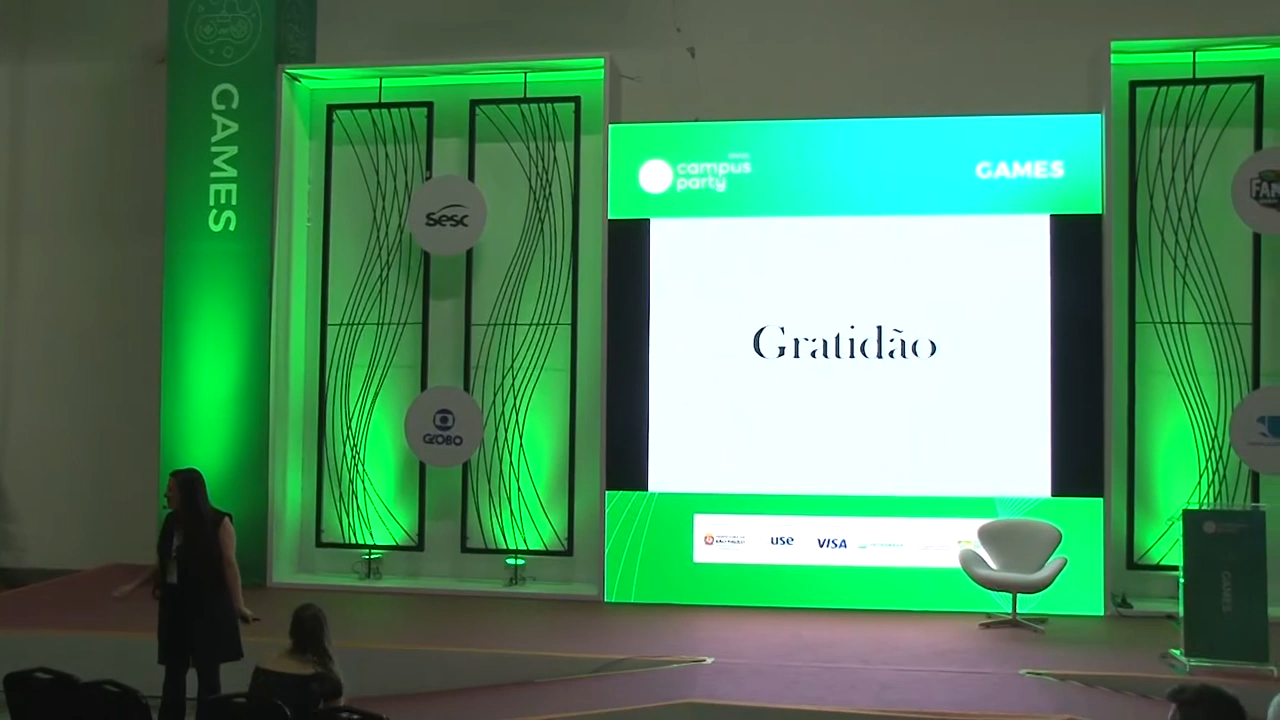 GAMES
Sesc
GLOBO
campus
party
GAMES
Gratidão
use
VISA
GAMES